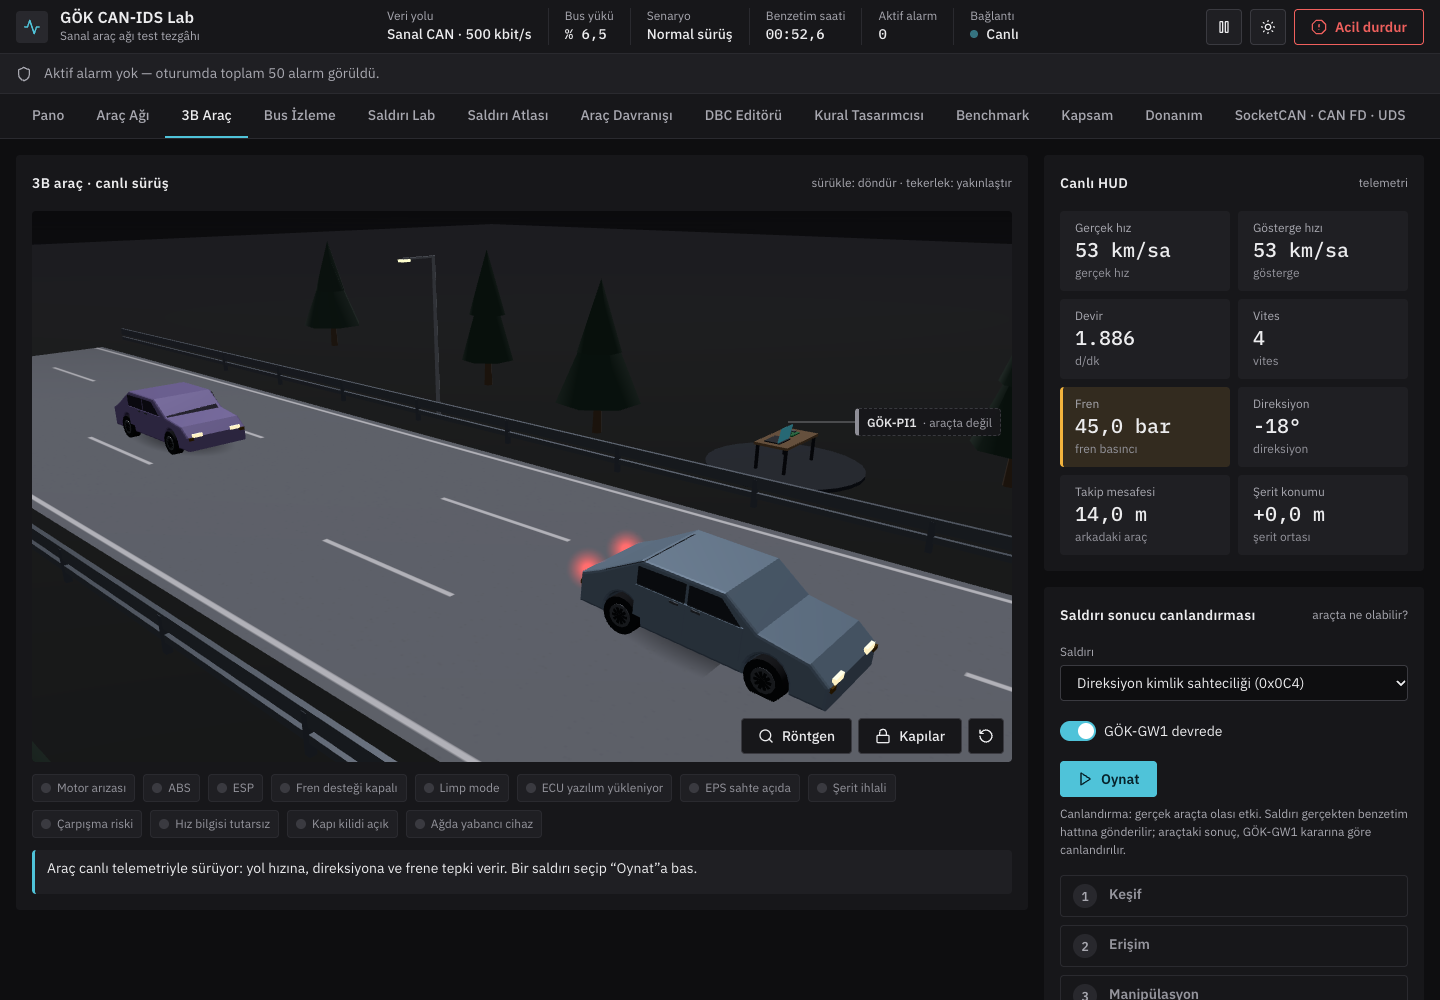 GÖK CAN-IDS Lab
Sanal araç ağı test tezgâhı
Veri yolu
Sanal CAN · 500 kbit/s
Bus yükü
% 6,5
Senaryo
Normal sürüş
Benzetim saati
00:52,6
Aktif alarm
0
Bağlantı
Canlı
Acil durdur
Aktif alarm yok — oturumda toplam 50 alarm görüldü.
Pano
Araç Ağı
3B Araç
Bus İzleme
Saldırı Lab
Saldırı Atlası
Araç Davranışı
DBC Editörü
Kural Tasarımcısı
Benchmark
Kapsam
Donanım
SocketCAN · CAN FD · UDS
3B araç · canlı sürüş
sürükle: döndür · tekerlek: yakınlaştır
GÖK-PI1 · araçta değil
Röntgen
Kapılar
Motor arızası
ABS
ESP
Fren desteği kapalı
Limp mode
ECU yazılım yükleniyor
EPS sahte açıda
Şerit ihlali
Çarpışma riski
Hız bilgisi tutarsız
Kapı kilidi açık
Ağda yabancı cihaz
Araç canlı telemetriyle sürüyor: yol hızına, direksiyona ve frene tepki verir. Bir saldırı seçip “Oynat”a bas.
Canlı HUD
telemetri
Gerçek hız
53 km/sa
gerçek hız
Gösterge hızı
53 km/sa
gösterge
Devir
1.886
d/dk
Vites
4
vites
Fren
45,0 bar
fren basıncı
Direksiyon
-18°
direksiyon
Takip mesafesi
14,0 m
arkadaki araç
Şerit konumu
+0,0 m
şerit ortası
Saldırı sonucu canlandırması
araçta ne olabilir?
Saldırı
Direksiyon kimlik sahteciliği (0x0C4)
GÖK-GW1 devrede
Oynat
Canlandırma: gerçek araçta olası etki. Saldırı gerçekten benzetim
hattına gönderilir; araçtaki sonuç, GÖK-GW1 kararına göre
canlandırılır.
1 Keşif
2 Erişim
3 Manipülasyon